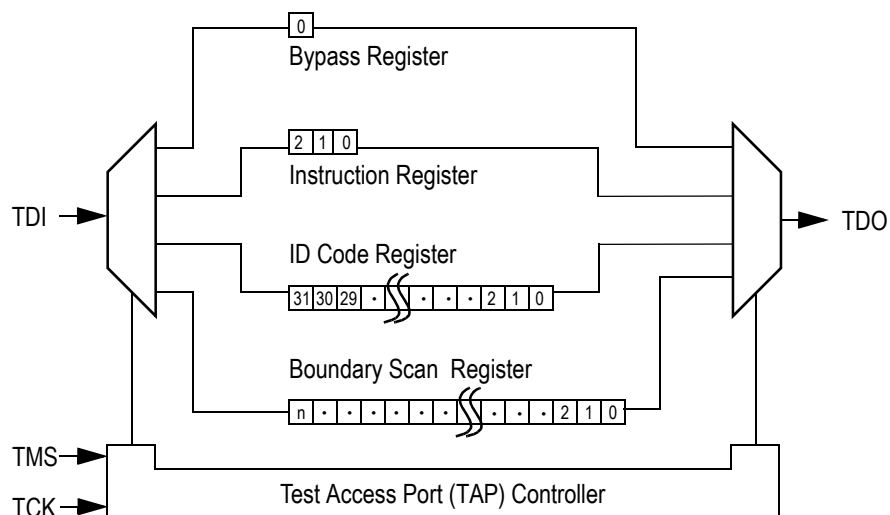 0
Bypass Register
2 1 0
Instruction Register
TDI
TDO
ID Code Register
31 30 29 · · · · 2 1 0
Boundary Scan Register
n · · · · · · · · 2 1 0
TMS
Test Access Port (TAP) Controller
TCK